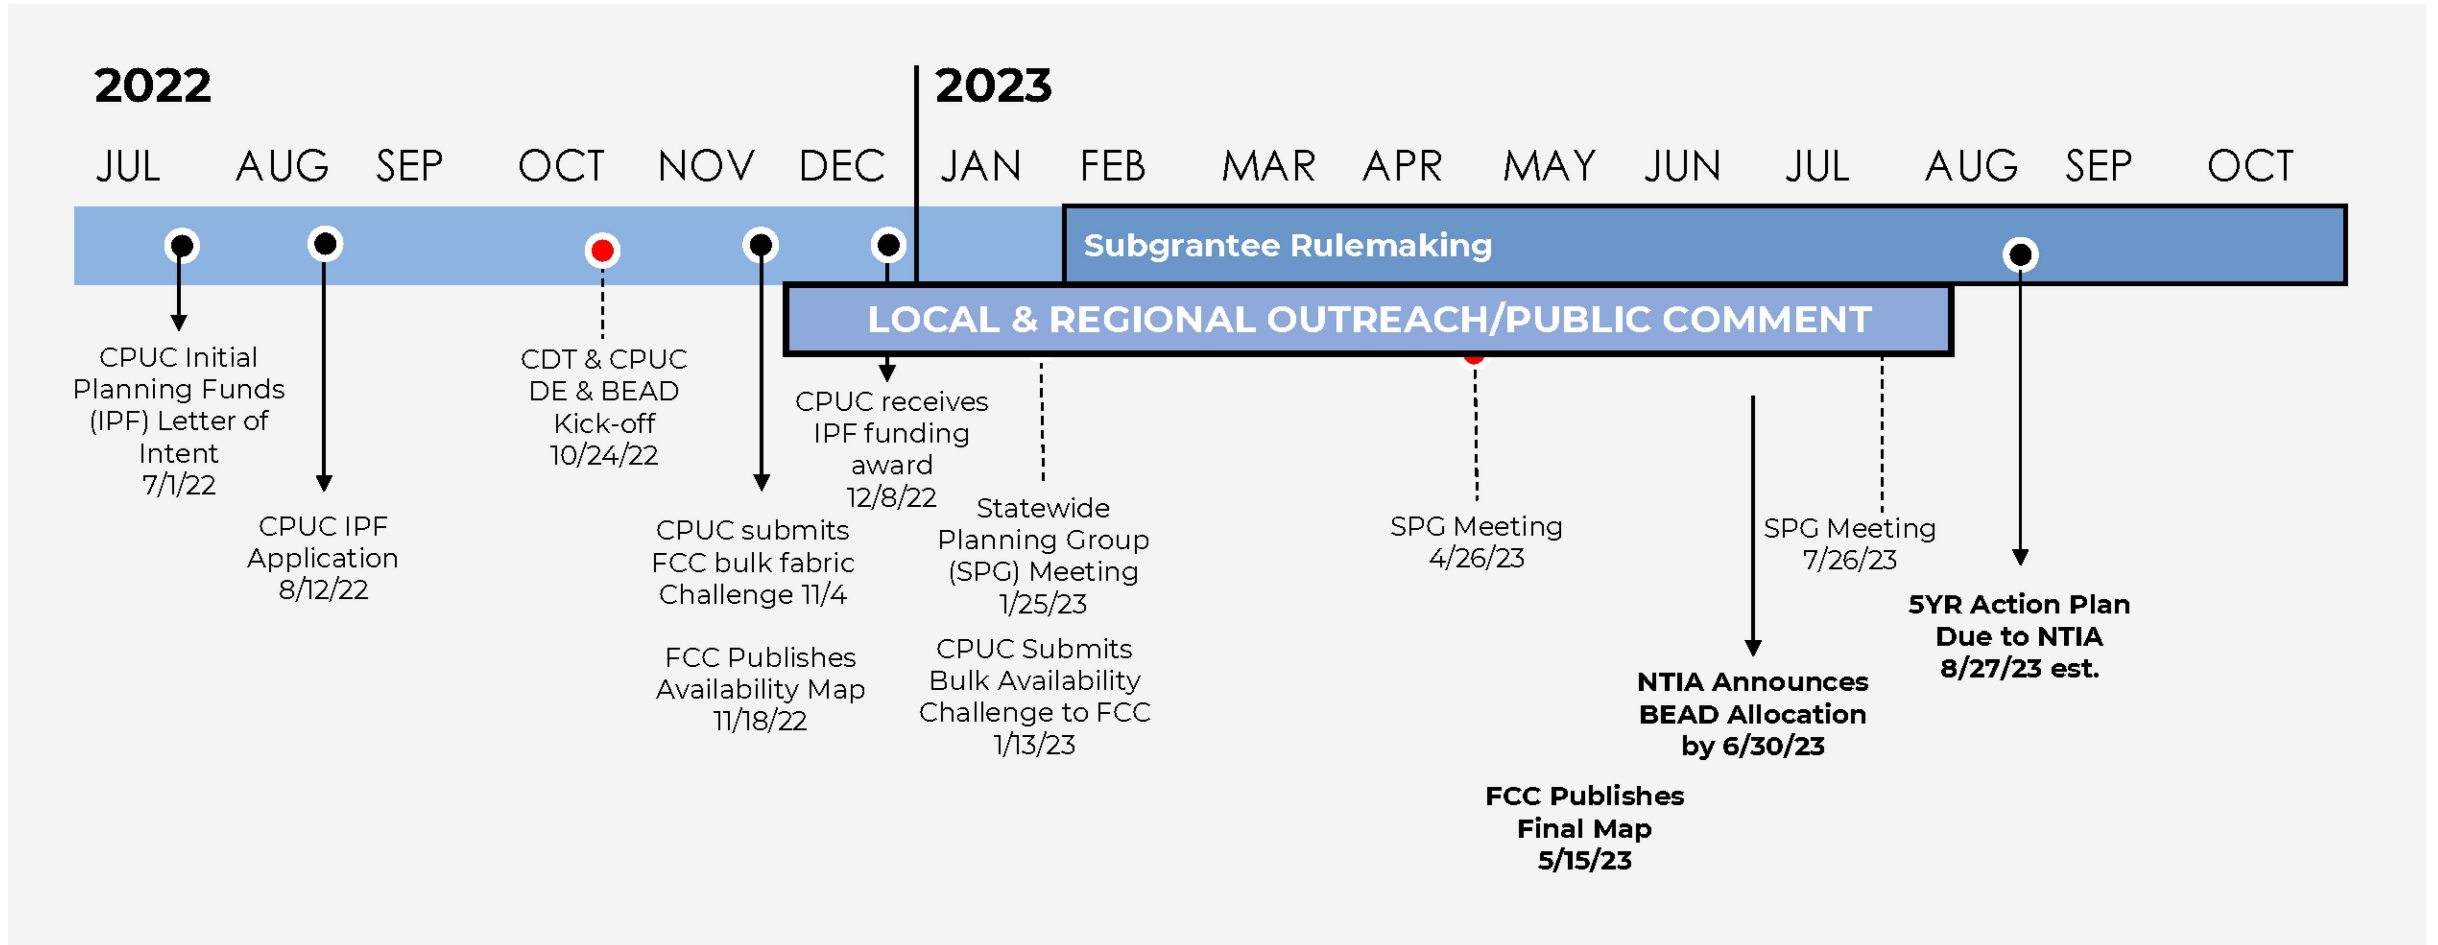 2022
2023
JUL
AUG
SEP
OCT
NOV
DEC
JAN
FEB
MAR
APR
MAY
JUN
JUL
AUG
SEP
OCT
Subgrantee Rulemaking
LOCAL & REGIONAL OUTREACH/PUBLIC COMMENT
CPUC Initial
Planning Funds
(IPF) Letter of
Intent
7/1/22
CPUC IPF
Application
8/12/22
CDT & CPUC
DE & BEAD
Kick-off
10/24/22
CPUC submits
FCC bulk fabric
Challenge 11/4
FCC Publishes
Availability Map
11/18/22
CPUC receives
IPF funding
award
12/8/22
Statewide
Planning Group
(SPG) Meeting
1/25/23
CPUC Submits
Bulk Availability
Challenge to FCC
1/13/23
SPG Meeting
4/26/23
FCC Publishes
Final Map
5/15/23
NTIA Announces
BEAD Allocation
by 6/30/23
SPG Meeting
7/26/23
5YR Action Plan
Due to NTIA
8/27/23 est.